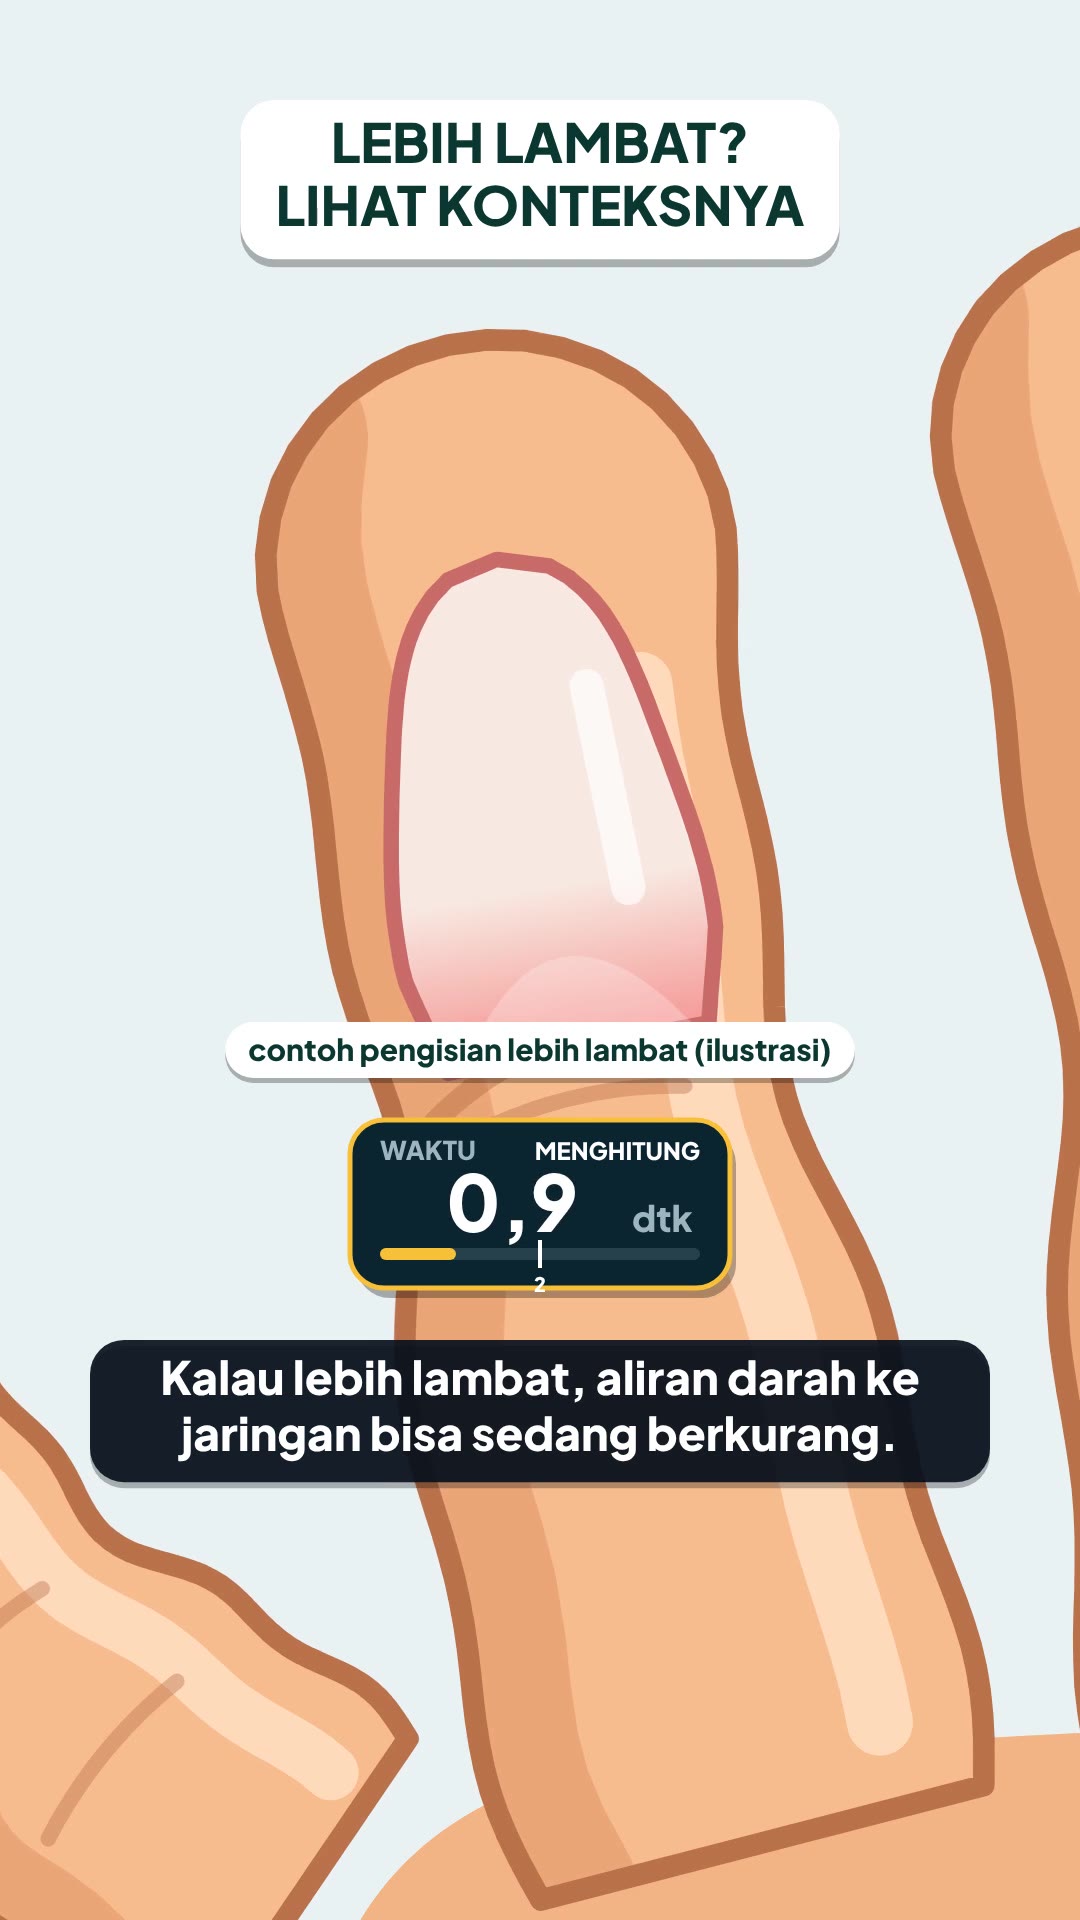 LEBIH LAMBAT?
LIHAT KONTEKSNYA
contoh pengisian lebih lambat (ilustrasi)
WAKTU MENGHITUNG
0,9 dtk
2
Kalau lebih lambat, aliran darah ke
jaringan bisa sedang berkurang.